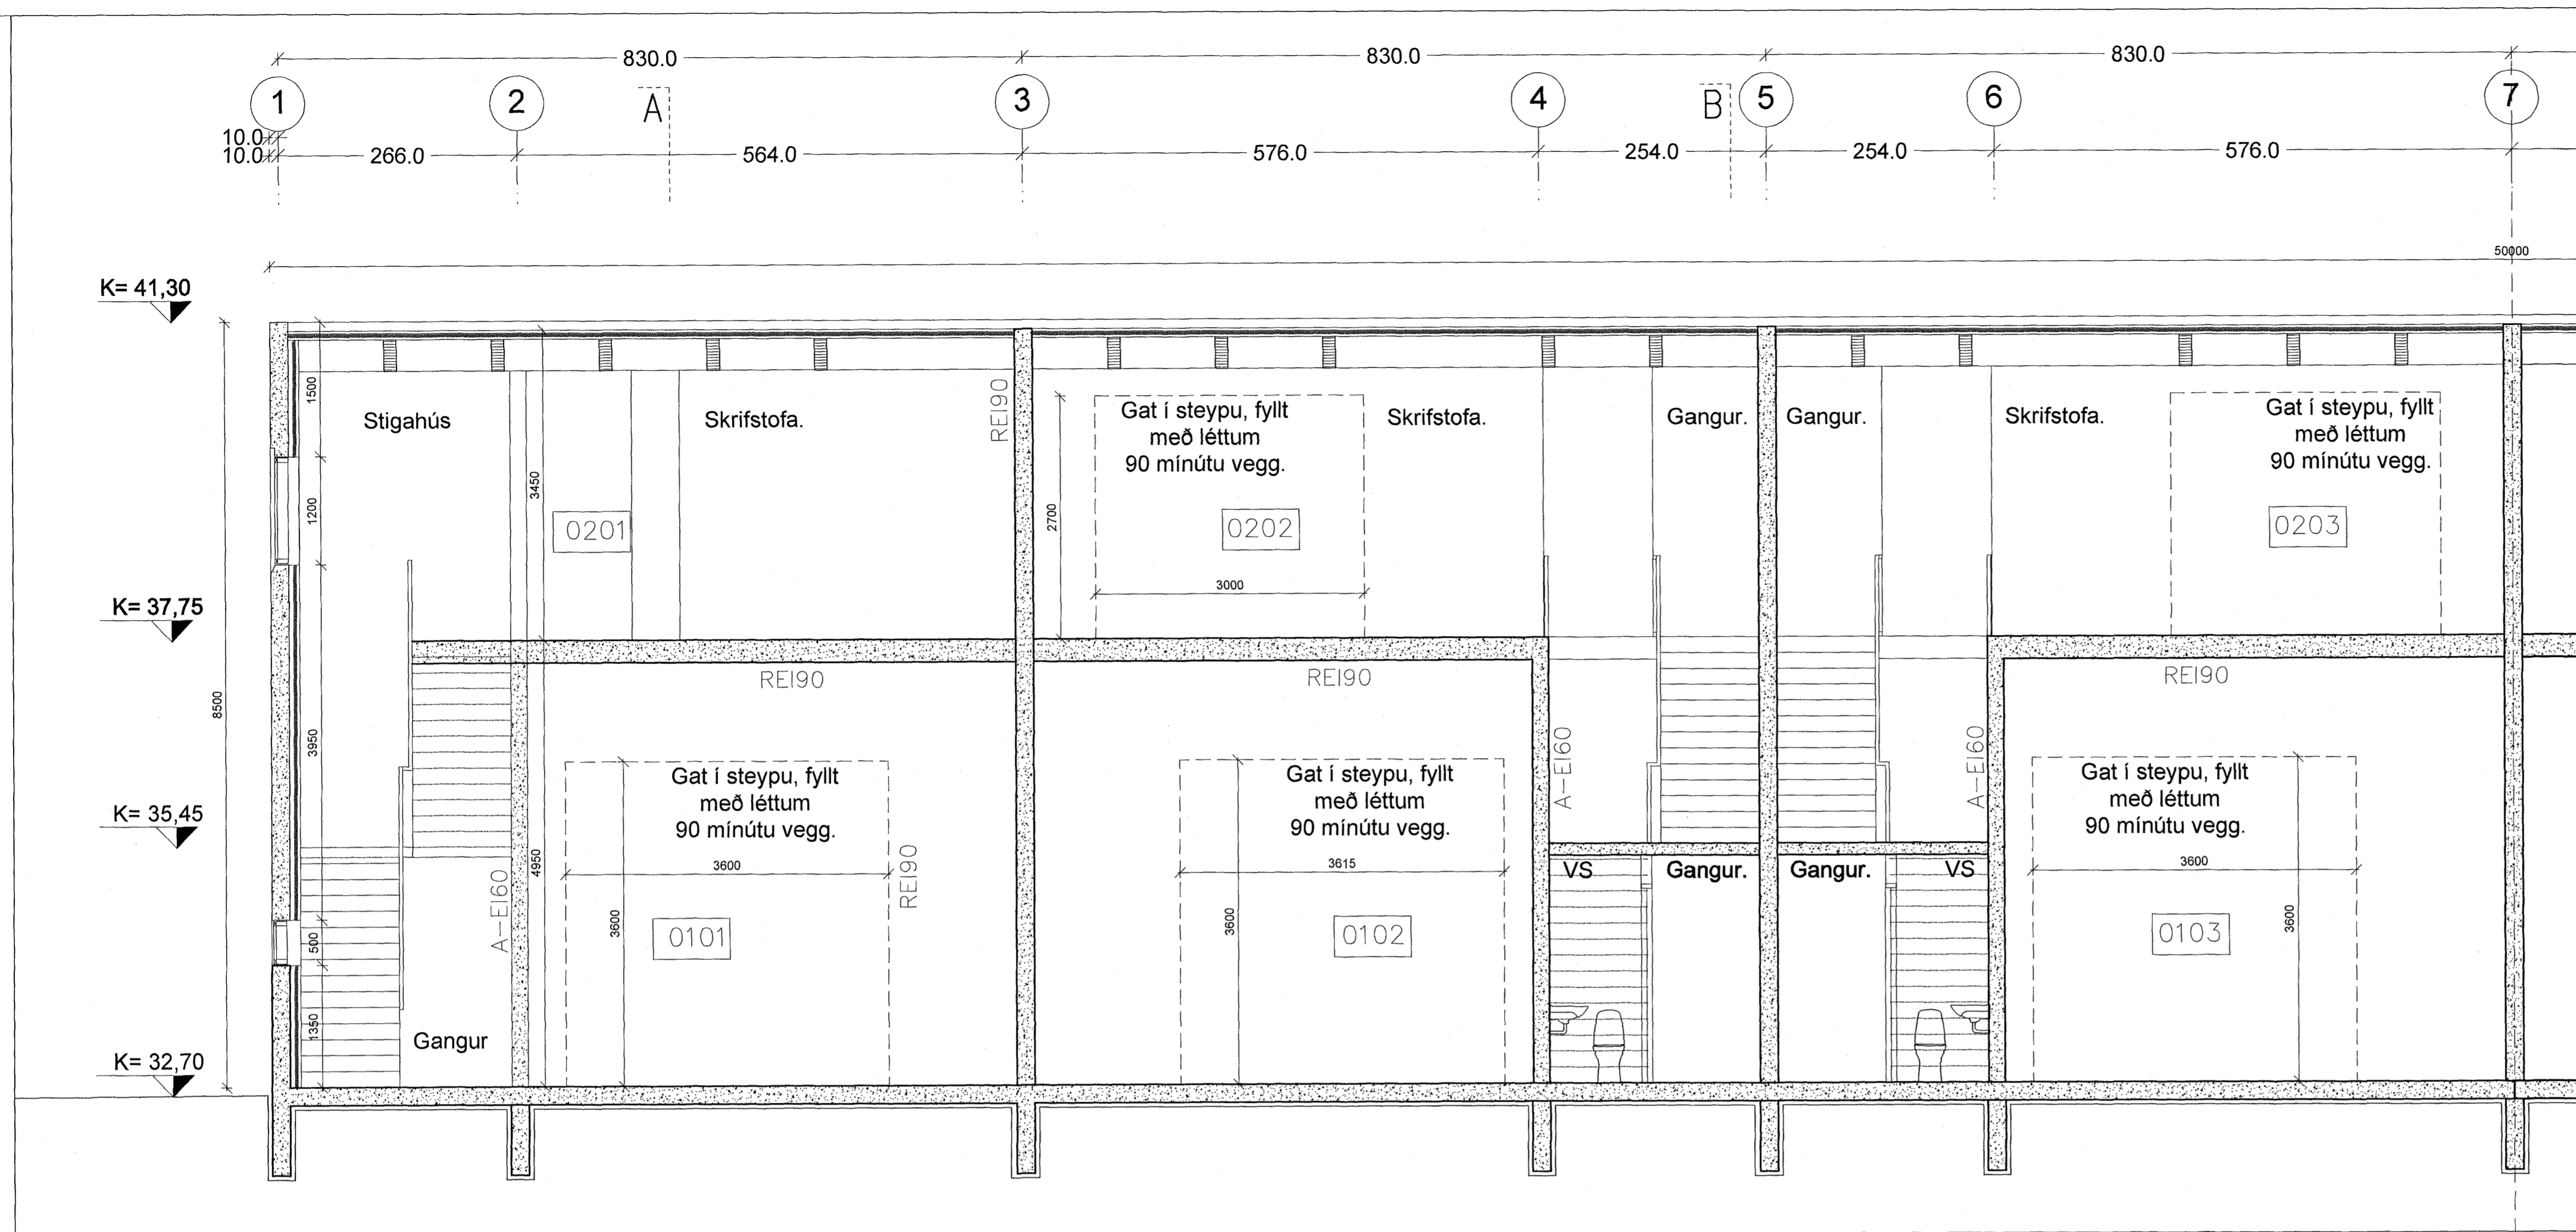 830.0 830.0 830.0
1 2 A 3 4 B 5 6 7
10.0
10.0 266.0 564.0 576.0 254.0 254.0 576.0
50000
K= 41,30
1500
Stigahús
Skrifstofa.
REI90
Gat í steypu, fyllt
með léttum
90 mínútu vegg.
Skrifstofa.
Gangur.
Gangur.
Skrifstofa.
Gat í steypu, fyllt
með léttum
90 mínútu vegg.
1200
3450
0201
2700
0202
0203
3000
K= 37,75
REI90
REI90
REI90
8500
3950
A-EI60
A-EI60
Gat í steypu, fyllt
með léttum
90 mínútu vegg.
Gat í steypu, fyllt
með léttum
90 mínútu vegg.
Gat í steypu, fyllt
með léttum
90 mínútu vegg.
K= 35,45
4950
3600
REI90
3615
VS
Gangur.
Gangur.
VS
3600
A-EI60
500
3600
0101
3600
0102
0103
3600
1350
Gangur
K= 32,70